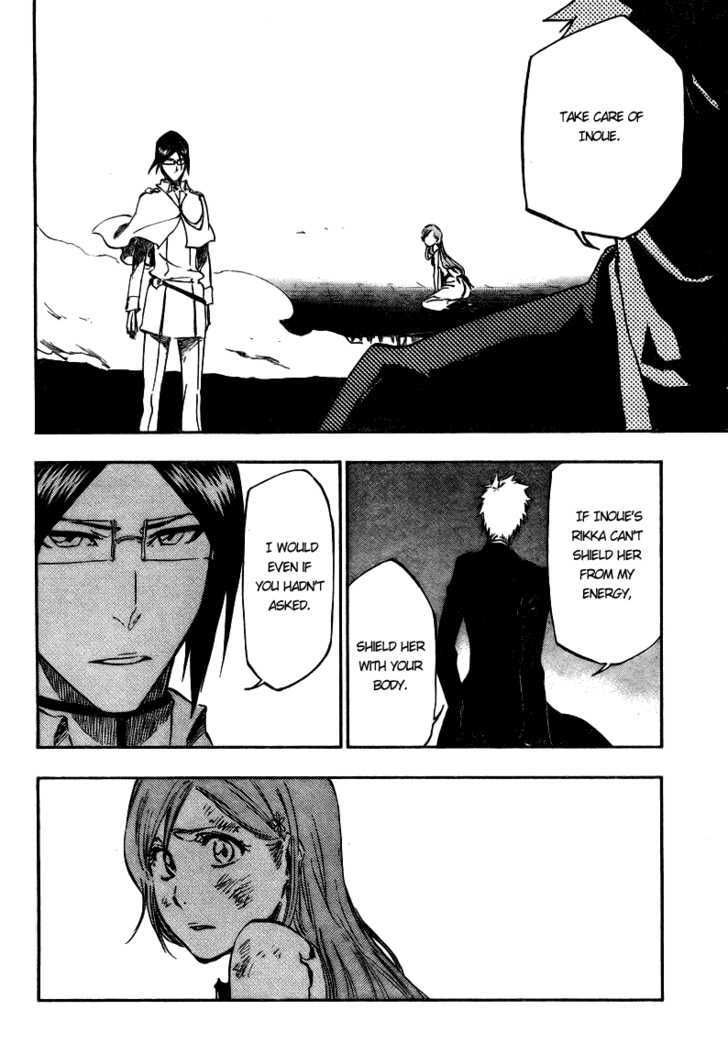 TAKE CARE OF
INOUE.
IF INOUE'S
RIKKA CAN'T
SHIELD HER
FROM MY
ENERGY,
SHIELD HER
WITH YOUR
BODY.
I WOULD
EVEN IF
YOU HADN'T
ASKED.